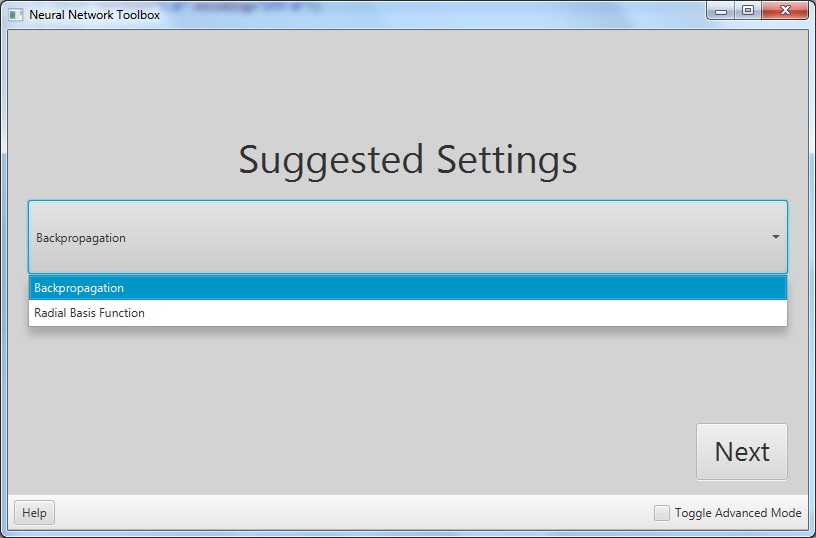 Neural Network Toolbox
Suggested Settings
Backpropagation
Backpropagation
Radial Basis Function
Next
Help
Toggle Advanced Mode